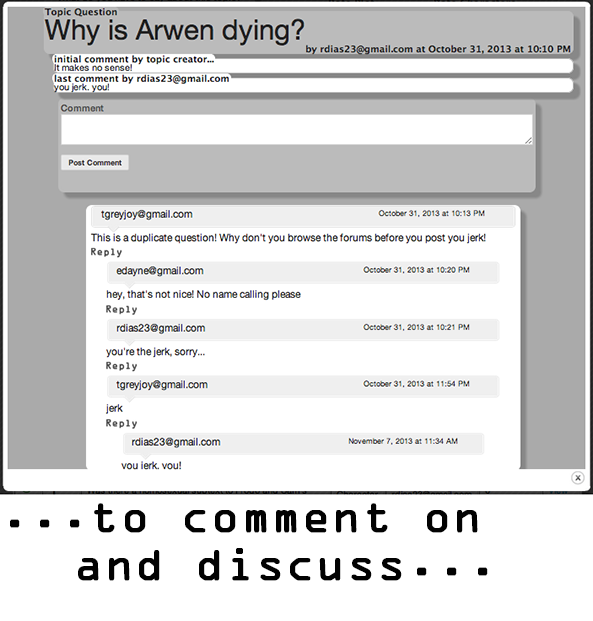 Topic Question
Why is Arwen dying?
by rdias23@gmail.com at October 31, 2013 at 10:10 PM
initial comment by topic creator...
It makes no sense!
last comment by rdias23@gmail.com
you jerk. you!
Comment
Post Comment
tgreyjoy@gmail.com October 31, 2013 at 10:13 PM
This is a duplicate question! Why don't you browse the forums before you post you jerk!
Reply
edayne@gmail.com October 31, 2013 at 10:20 PM
hey, that's not nice! No name calling please
Reply
rdias23@gmail.com October 31, 2013 at 10:21 PM
you're the jerk, sorry...
Reply
tgreyjoy@gmail.com October 31, 2013 at 11:54 PM
jerk
Reply
rdias23@gmail.com November 7, 2013 at 11:34 AM
you jerk. you!
...to comment on
and discuss...